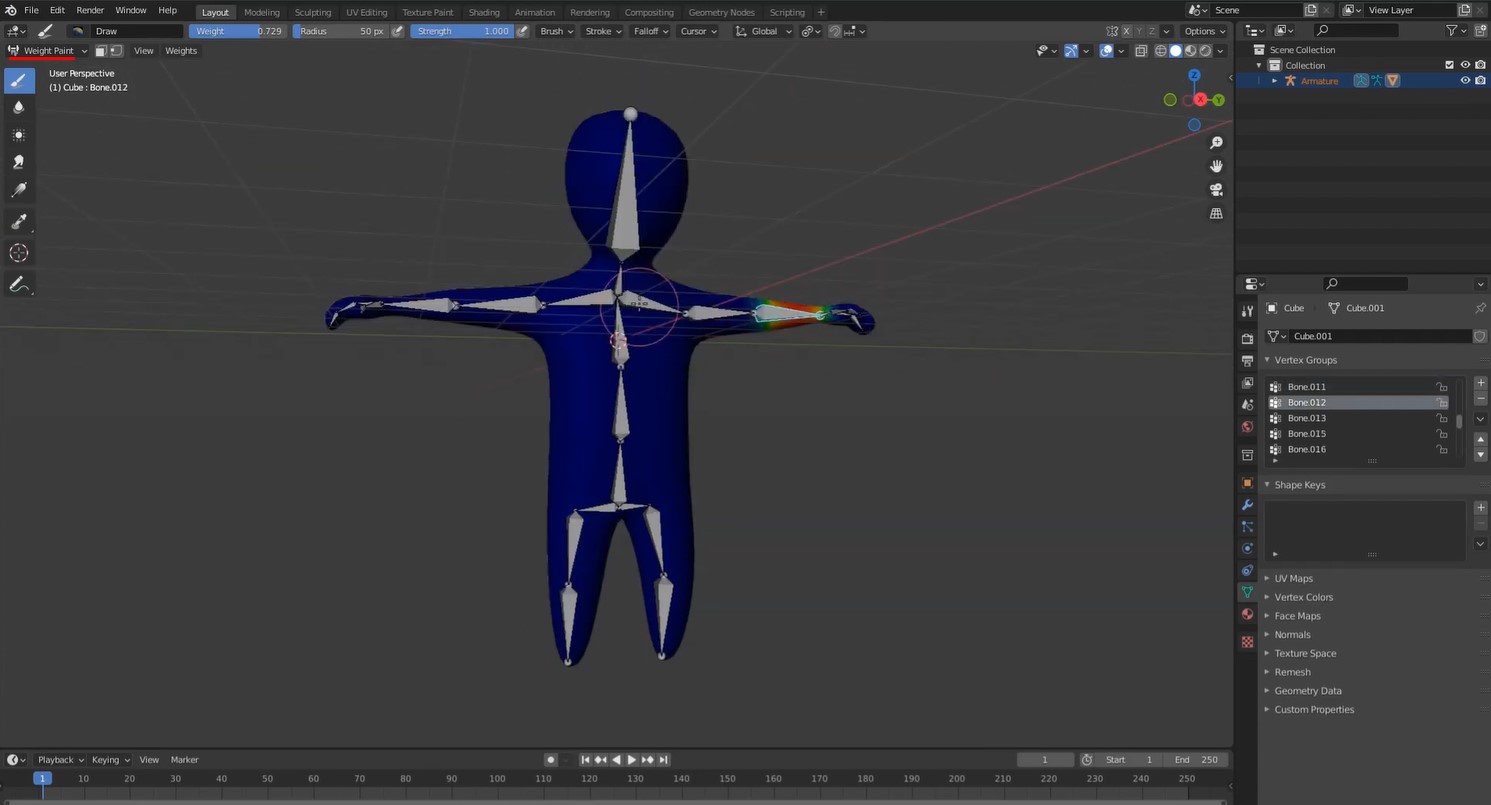 File Edit Render Window Help Layout Modeling Sculpting UV Editing Texture Paint Shading Animation Rendering Compositing Geometry Nodes Scripting + Scene View Layer
Draw Weight 0.729 Radius 50 px Strength 1.000 Brush Stroke Falloff Cursor Global X Y Z Options
Weight Paint View Weights
User Perspective
(1) Cube : Bone.012
Z
X
Y
Scene Collection
Collection
Armature
Cube Cube.001
Cube.001
Vertex Groups
Bone.011
Bone.012
Bone.013
Bone.015
Bone.016
Shape Keys
UV Maps
Vertex Colors
Face Maps
Normals
Texture Space
Remesh
Geometry Data
Custom Properties
Playback Keying View Marker 1 Start 1 End 250
1 10 20 30 40 50 60 70 80 90 100 110 120 130 140 150 160 170 180 190 200 210 220 230 240 250